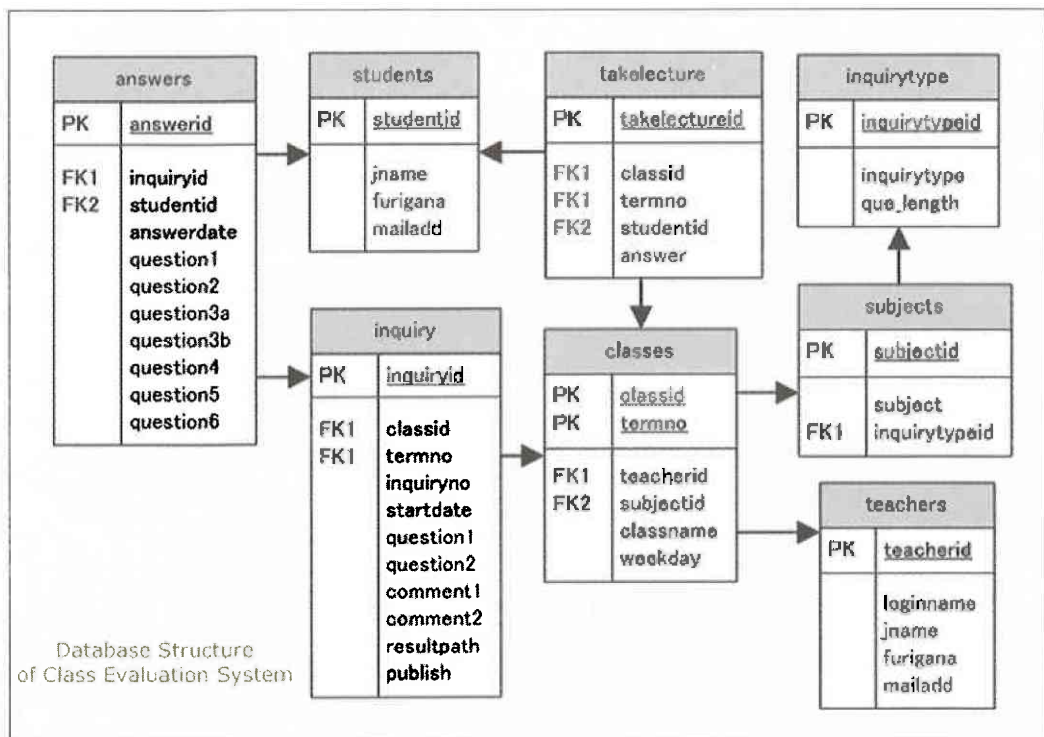 answers
PK answerid
FK1 inquiryid
FK2 studentid
answerdate
question1
question2
question3a
question3b
question4
question5
question6
students
PK studentid
jname
furigana
mailadd
takelecture
PK takelectureid
FK1 classid
FK1 termno
FK2 studentid
answer
inquirytype
PK inquirytypeid
inquirytype
que_length
inquiry
PK inquiryid
FK1 classid
FK1 termno
inquiryno
startdate
question1
question2
comment1
comment2
resultpath
publish
classes
PK classid
PK termno
FK1 teacherid
FK2 subjectid
classname
weekday
subjects
PK subjectid
subject
FK1 inquirytypeid
teachers
PK teacherid
loginname
jname
furigana
mailadd
Database Structure
of Class Evaluation System